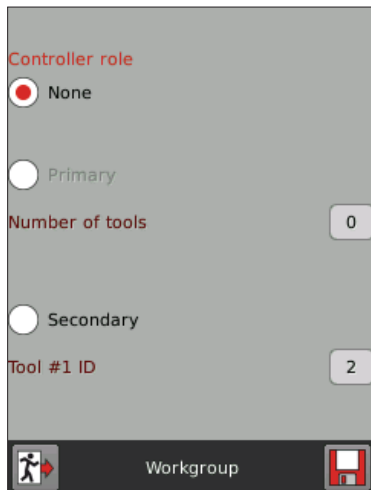 Controller role
None
Primary
Number of tools 0
Secondary
Tool #1 ID 2
Workgroup